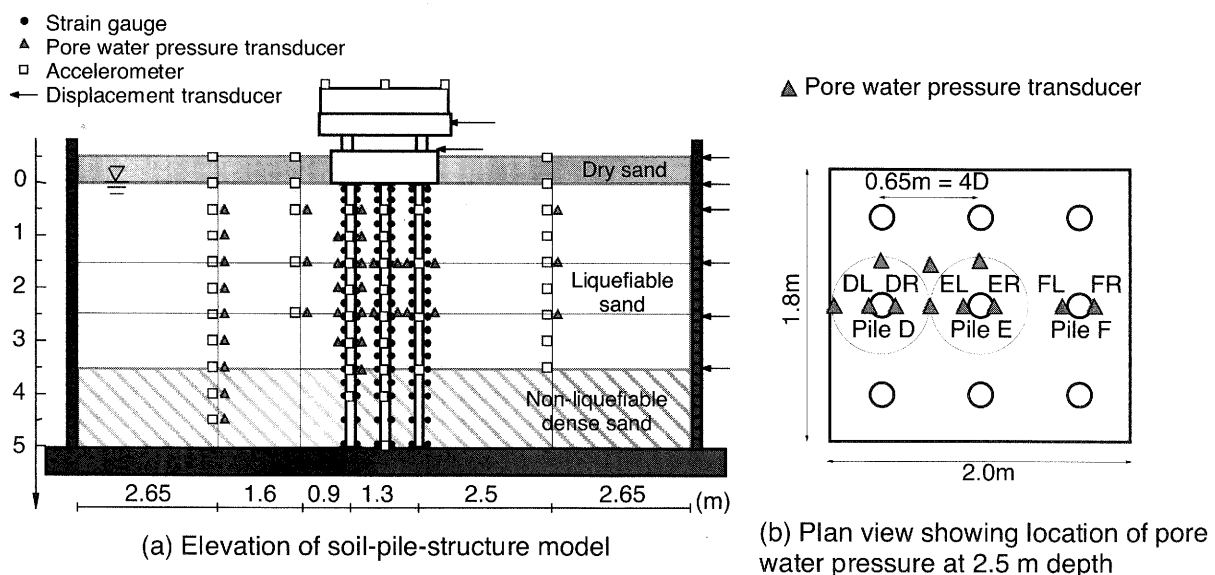 Strain gauge
Pore water pressure transducer
Accelerometer
Displacement transducer
Dry sand
0
1
2
3
4
5
Liquefiable
sand
Non-liquefiable
dense sand
2.65 1.6 0.9 1.3 2.5 2.65 (m)
(a) Elevation of soil-pile-structure model
Pore water pressure transducer
0.65m = 4D
DL DR EL ER FL FR
Pile D Pile E Pile F
1.8m
2.0m
(b) Plan view showing location of pore
water pressure at 2.5 m depth